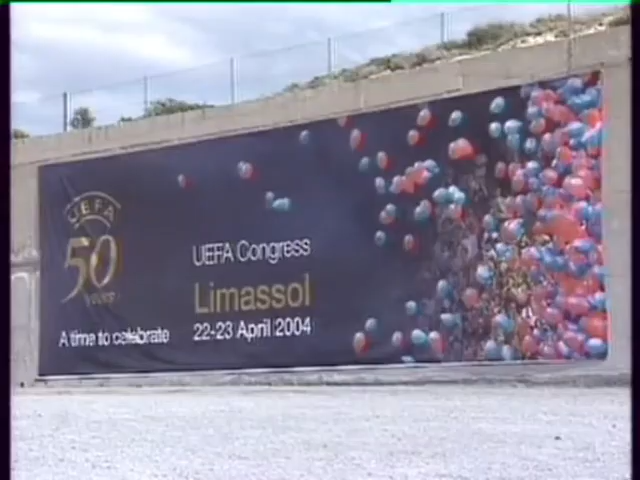 UEFA
50
YEARS
A time to celebrate
UEFA Congress
Limassol
22-23 April 2004